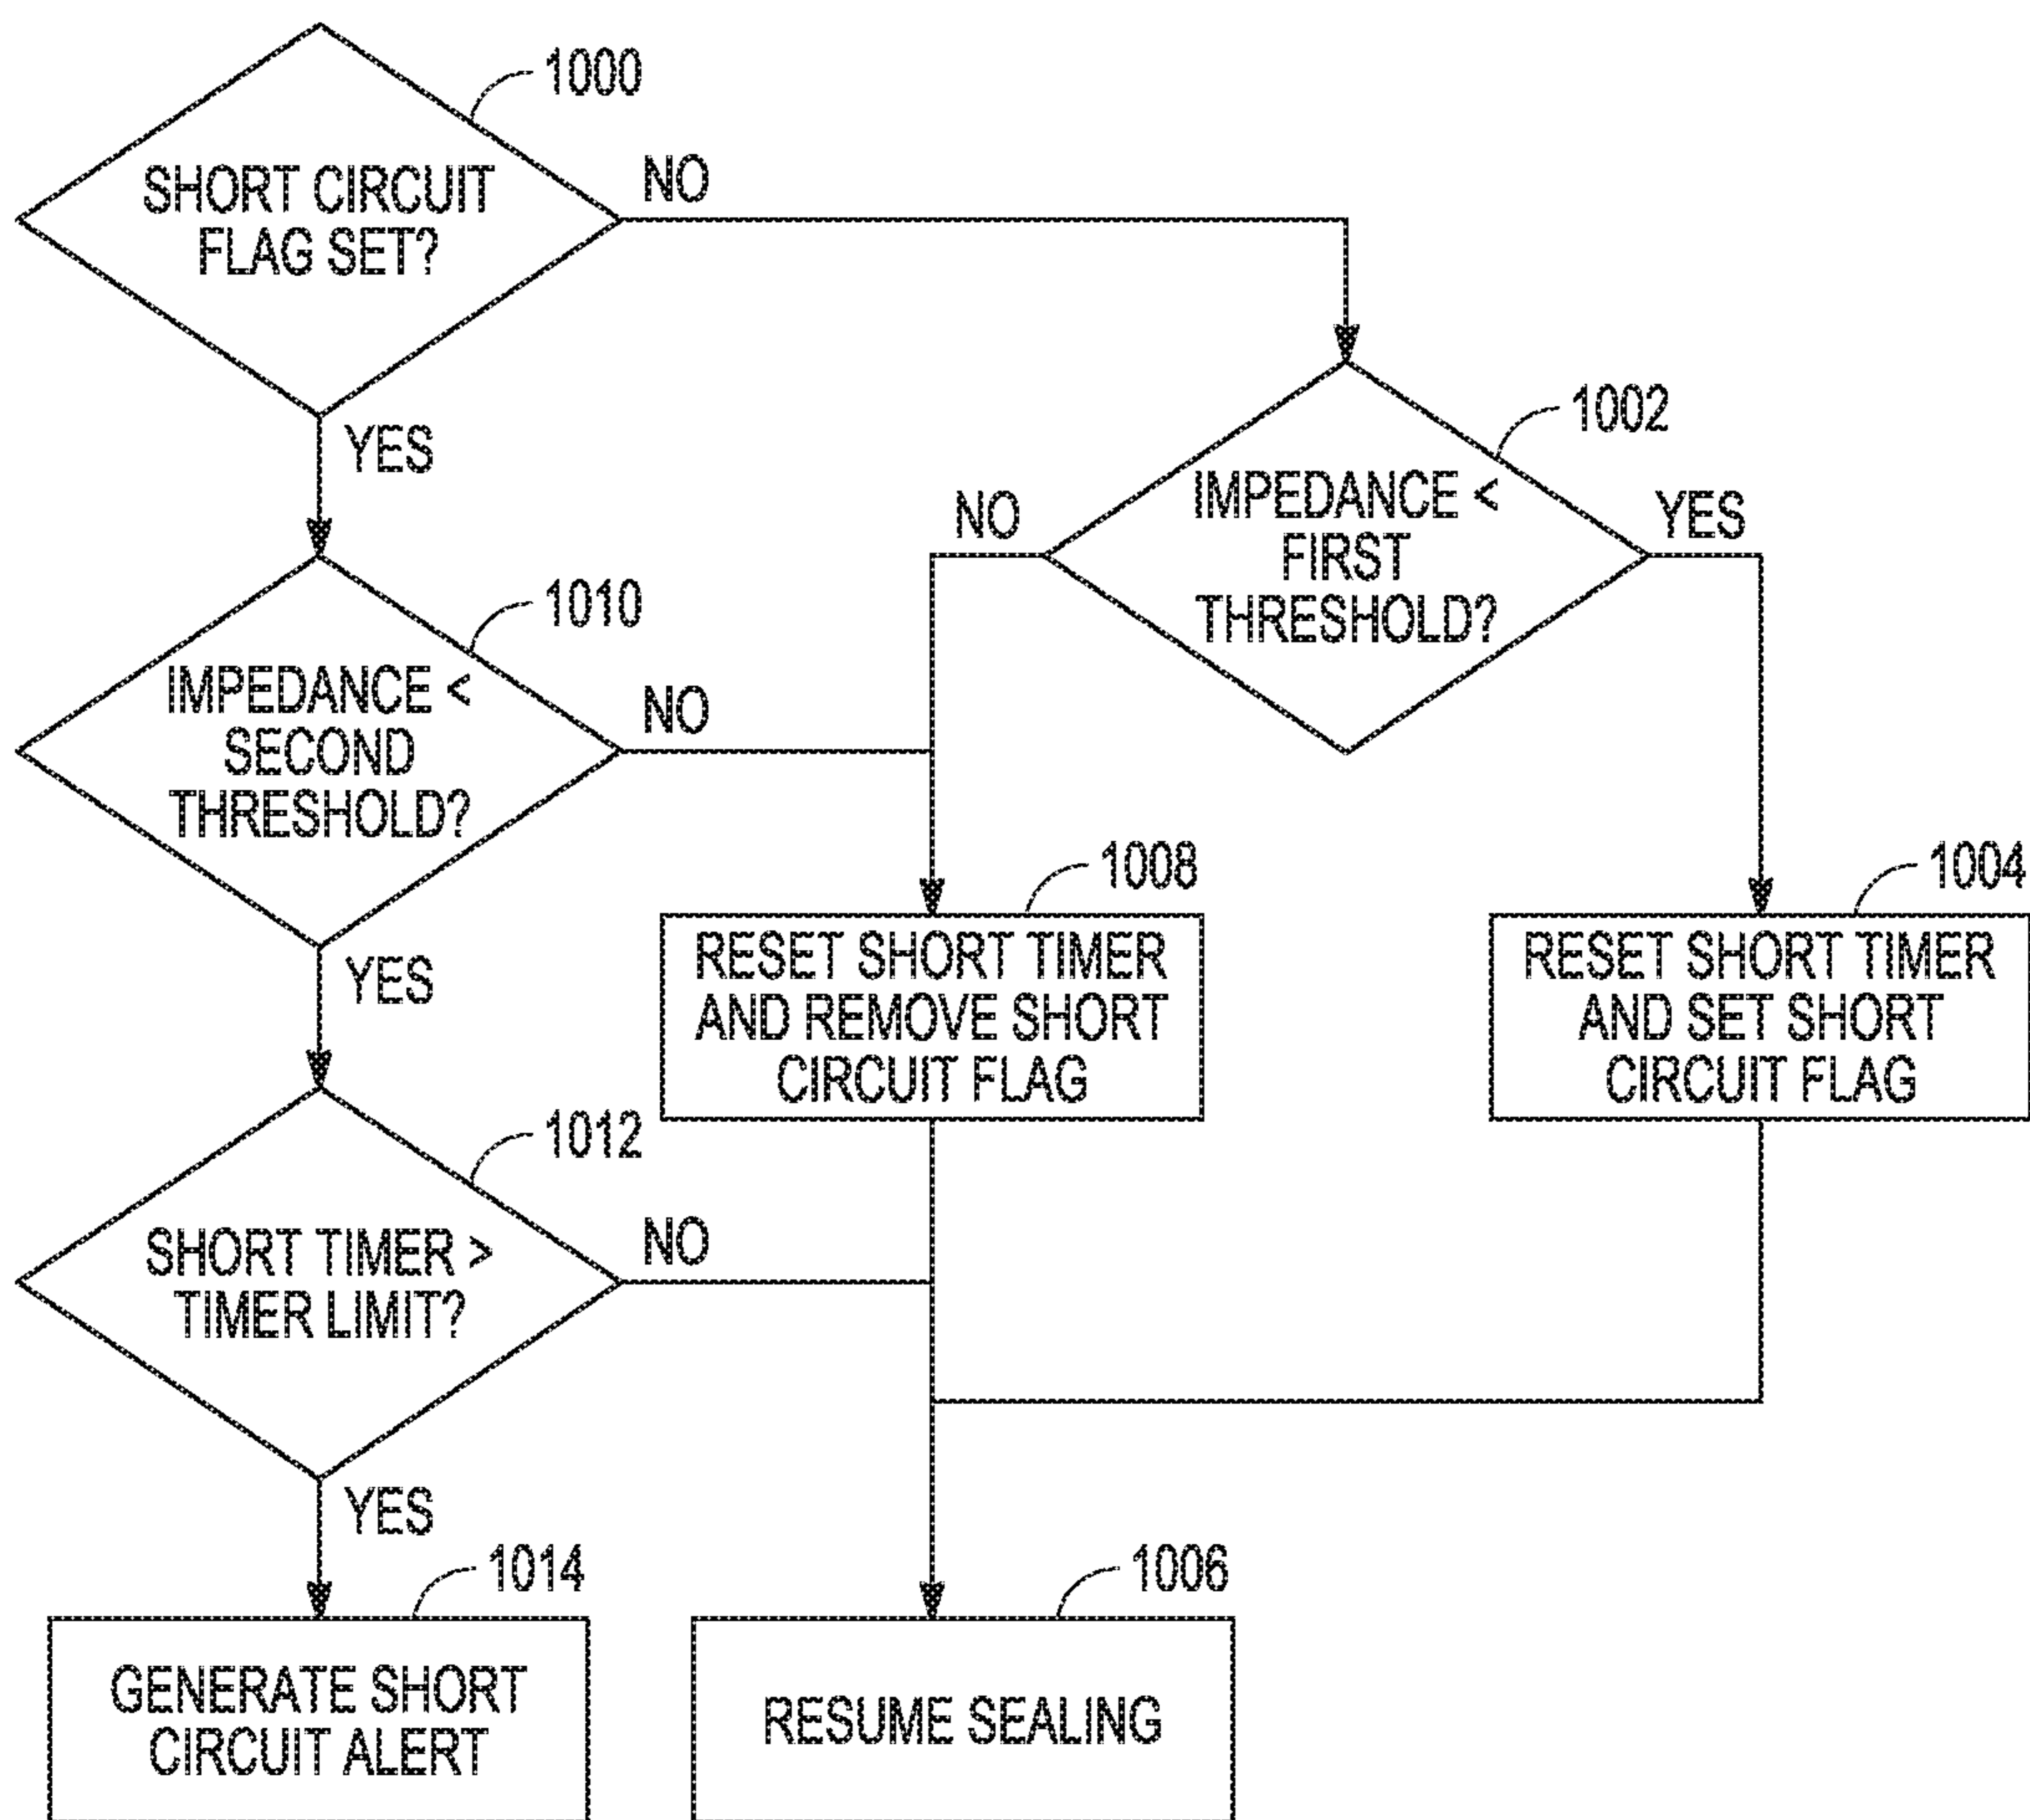 1000
SHORT CIRCUIT
FLAG SET?
NO
YES
1002
IMPEDANCE <
FIRST
THRESHOLD?
NO
YES
1010
IMPEDANCE <
SECOND
THRESHOLD?
NO
YES
1008
RESET SHORT TIMER
AND REMOVE SHORT
CIRCUIT FLAG
1004
RESET SHORT TIMER
AND SET SHORT
CIRCUIT FLAG
1012
SHORT TIMER >
TIMER LIMIT?
NO
YES
1014
GENERATE SHORT
CIRCUIT ALERT
1006
RESUME SEALING